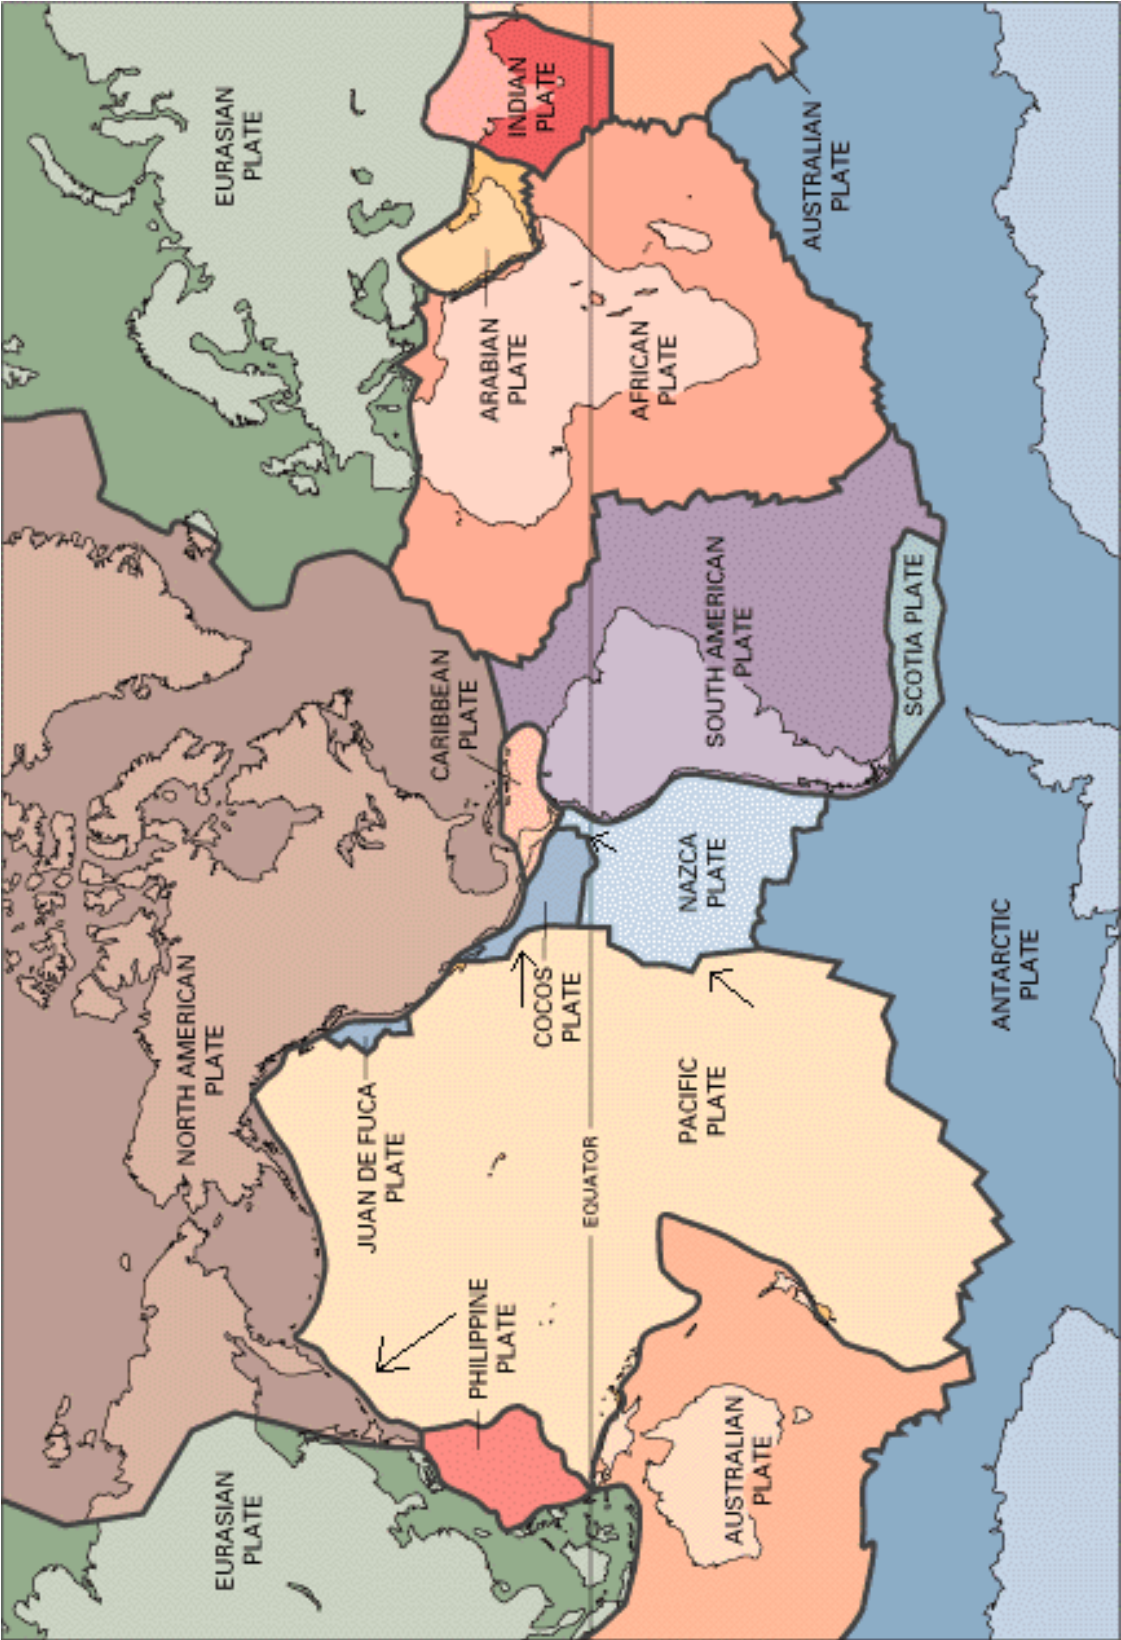 EURASIAN
PLATE
NORTH AMERICAN
PLATE
EURASIAN
PLATE
JUAN DE FUCA
PLATE
CARIBBEAN
PLATE
PHILIPPINE
PLATE
ARABIAN
PLATE
INDIAN
PLATE
COCOS
PLATE
EQUATOR
AUSTRALIAN
PLATE
PACIFIC
PLATE
NAZCA
PLATE
SOUTH AMERICAN
PLATE
AFRICAN
PLATE
AUSTRALIAN
PLATE
SCOTIA PLATE
ANTARCTIC
PLATE